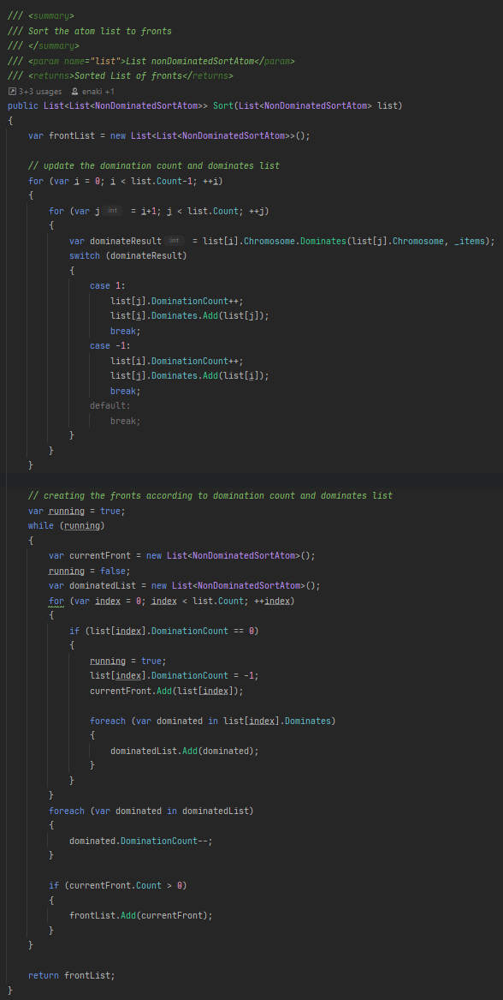 /// <summary>
/// Sort the atom list to fronts
/// </summary>
/// <param name="list">List nonDominatedSortAtom</param>
/// <returns>Sorted List of fronts</returns>
3+3 usages enaki +1
public List<List<NonDominatedSortAtom>> Sort(List<NonDominatedSortAtom> list)
{
    var frontList = new List<List<NonDominatedSortAtom>>();

    // update the domination count and dominates list
    for (var i = 0; i < list.Count-1; ++i)
    {
        for (var j int = i+1; j < list.Count; ++j)
        {
            var dominateResult int = list[i].Chromosome.Dominates(list[j].Chromosome, _items);
            switch (dominateResult)
            {
                case 1:
                    list[j].DominationCount++;
                    list[i].Dominates.Add(list[j]);
                    break;
                case -1:
                    list[i].DominationCount++;
                    list[j].Dominates.Add(list[i]);
                    break;
                default:
                    break;
            }
        }
    }

    // creating the fronts according to domination count and dominates list
    var running = true;
    while (running)
    {
        var currentFront = new List<NonDominatedSortAtom>();
        running = false;
        var dominatedList = new List<NonDominatedSortAtom>();
        for (var index = 0; index < list.Count; ++index)
        {
            if (list[index].DominationCount == 0)
            {
                running = true;
                list[index].DominationCount = -1;
                currentFront.Add(list[index]);

                foreach (var dominated in list[index].Dominates)
                {
                    dominatedList.Add(dominated);
                }
            }
        }
        foreach (var dominated in dominatedList)
        {
            dominated.DominationCount--;
        }

        if (currentFront.Count > 0)
        {
            frontList.Add(currentFront);
        }
    }

    return frontList;
}